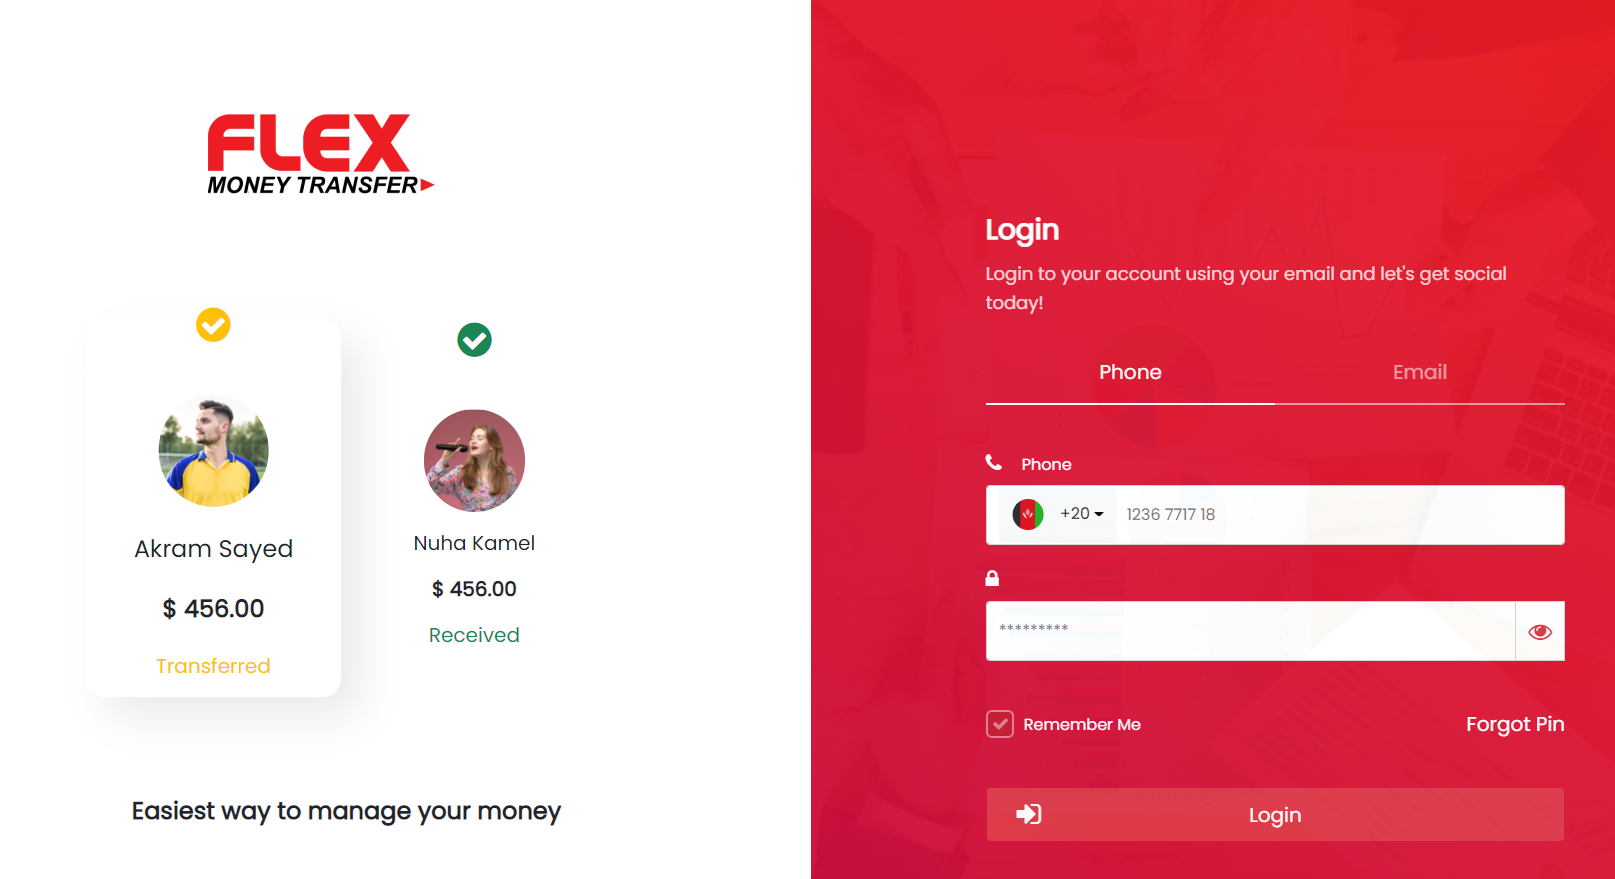 FLEX
MONEY TRANSFER
Akram Sayed
$ 456.00
Transferred
Nuha Kamel
$ 456.00
Received
Easiest way to manage your money
Login
Login to your account using your email and let's get social
today!
Phone
Email
Phone
+20
1236 7717 18
*********
Remember Me
Forgot Pin
Login